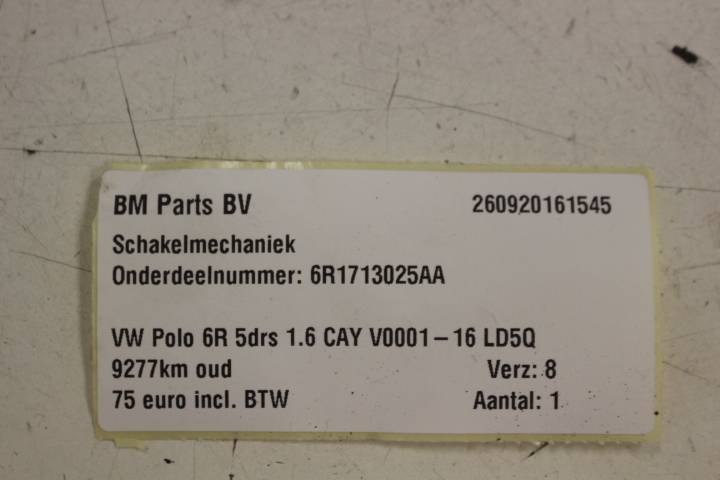 BM Parts BV 260920161545
Schakelmechaniek
Onderdeelnummer: 6R1713025AA
VW Polo 6R 5drs 1.6 CAY V0001-16 LD5Q
9277km oud Verz: 8
75 euro incl. BTW Aantal: 1